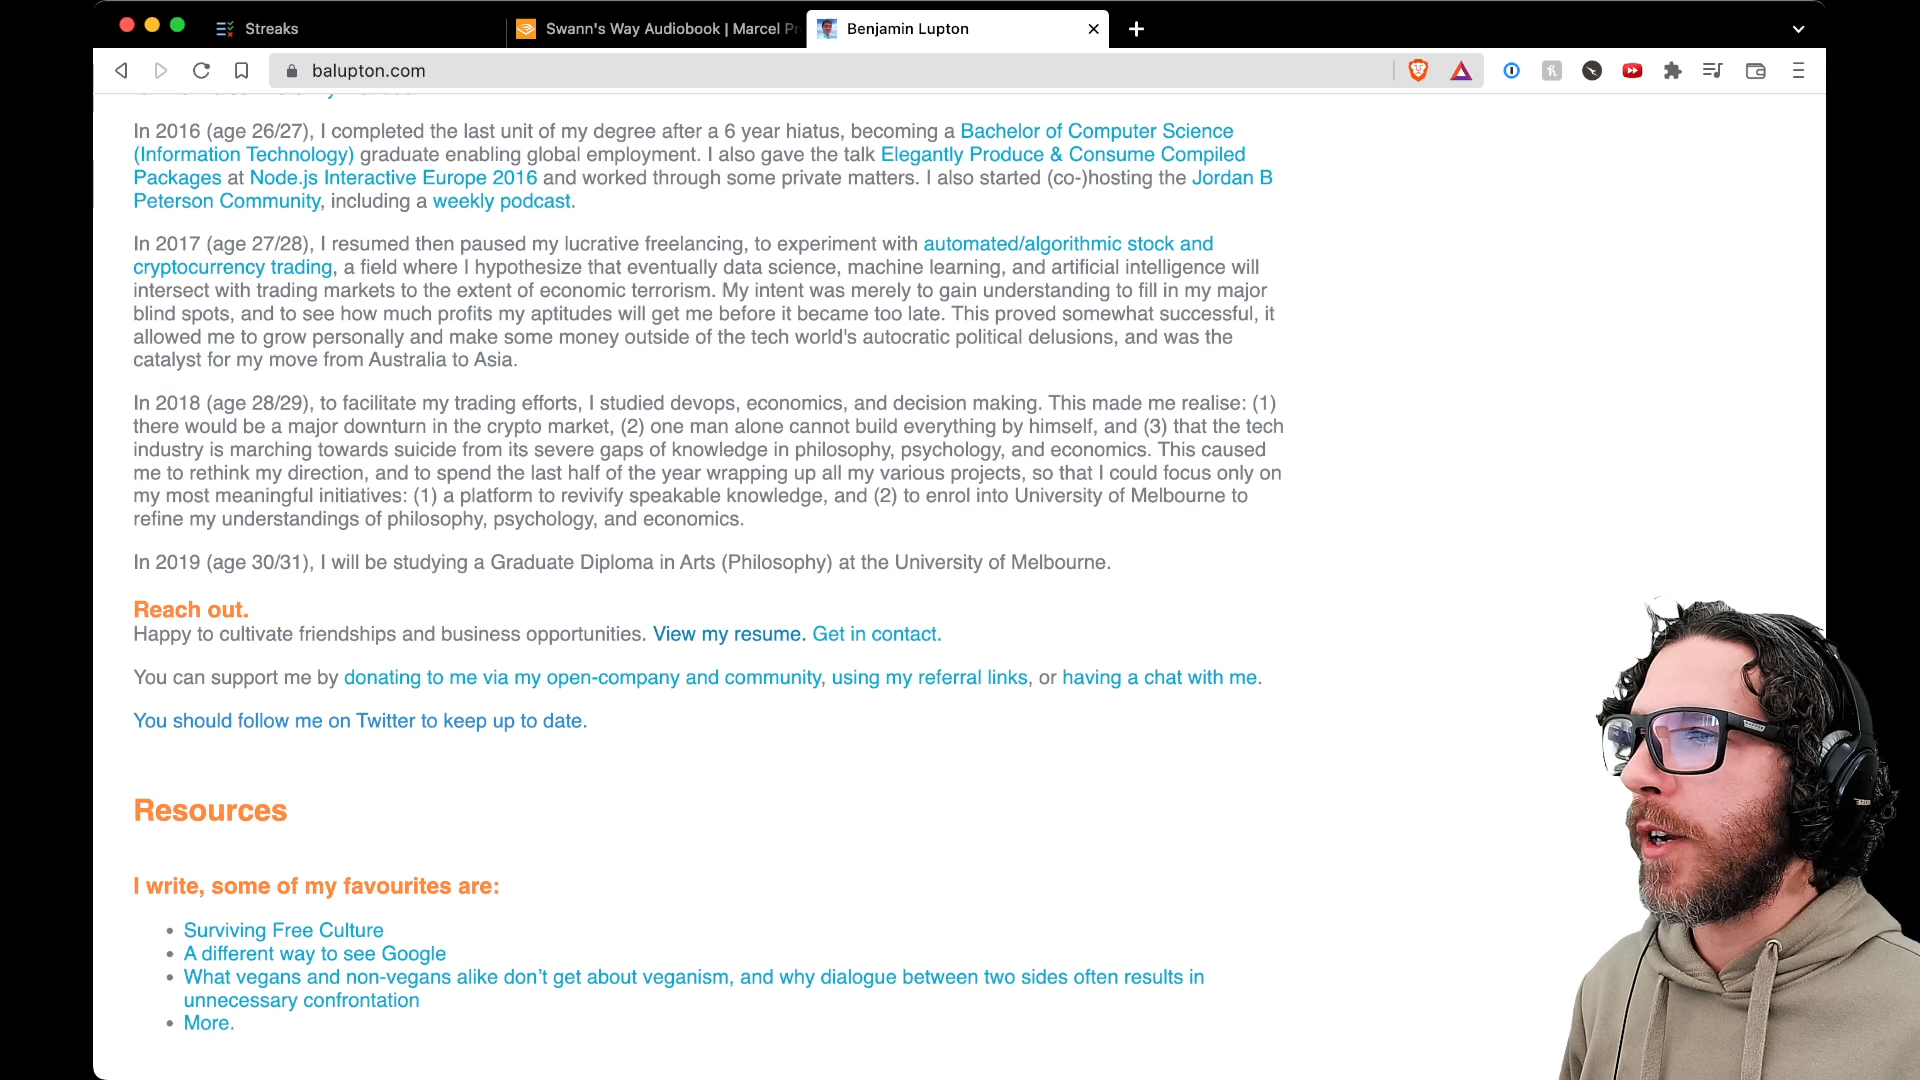 Streaks
Swann's Way Audiobook | Marcel Pr
Benjamin Lupton
balupton.com
In 2016 (age 26/27), I completed the last unit of my degree after a 6 year hiatus, becoming a Bachelor of Computer Science
(Information Technology) graduate enabling global employment. I also gave the talk Elegantly Produce & Consume Compiled
Packages at Node.js Interactive Europe 2016 and worked through some private matters. I also started (co-)hosting the Jordan B
Peterson Community, including a weekly podcast.
In 2017 (age 27/28), I resumed then paused my lucrative freelancing, to experiment with automated/algorithmic stock and
cryptocurrency trading, a field where I hypothesize that eventually data science, machine learning, and artificial intelligence will
intersect with trading markets to the extent of economic terrorism. My intent was merely to gain understanding to fill in my major
blind spots, and to see how much profits my aptitudes will get me before it became too late. This proved somewhat successful, it
allowed me to grow personally and make some money outside of the tech world's autocratic political delusions, and was the
catalyst for my move from Australia to Asia.
In 2018 (age 28/29), to facilitate my trading efforts, I studied devops, economics, and decision making. This made me realise: (1)
there would be a major downturn in the crypto market, (2) one man alone cannot build everything by himself, and (3) that the tech
industry is marching towards suicide from its severe gaps of knowledge in philosophy, psychology, and economics. This caused
me to rethink my direction, and to spend the last half of the year wrapping up all my various projects, so that I could focus only on
my most meaningful initiatives: (1) a platform to revivify speakable knowledge, and (2) to enrol into University of Melbourne to
refine my understandings of philosophy, psychology, and economics.
In 2019 (age 30/31), I will be studying a Graduate Diploma in Arts (Philosophy) at the University of Melbourne.
Reach out.
Happy to cultivate friendships and business opportunities. View my resume. Get in contact.
You can support me by donating to me via my open-company and community, using my referral links, or having a chat with me.
You should follow me on Twitter to keep up to date.
Resources
I write, some of my favourites are:
• Surviving Free Culture
• A different way to see Google
• What vegans and non-vegans alike don’t get about veganism, and why dialogue between two sides often results in
unnecessary confrontation
• More.